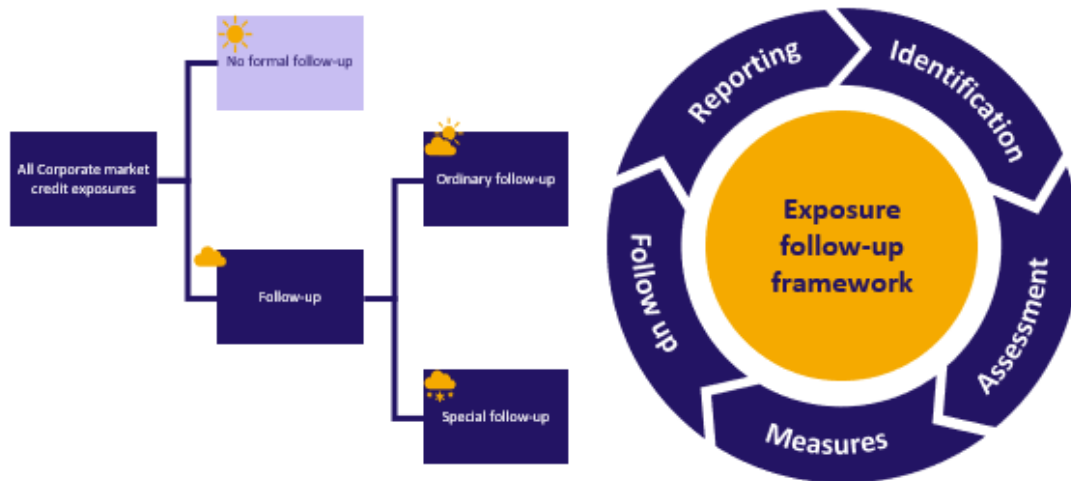 No formal follow-up
All Corporate market
credit exposures
Ordinary follow-up
Follow-up
Special follow-up
Reporting
Identification
Assessment
Measures
Follow up
Exposure
follow-up
framework